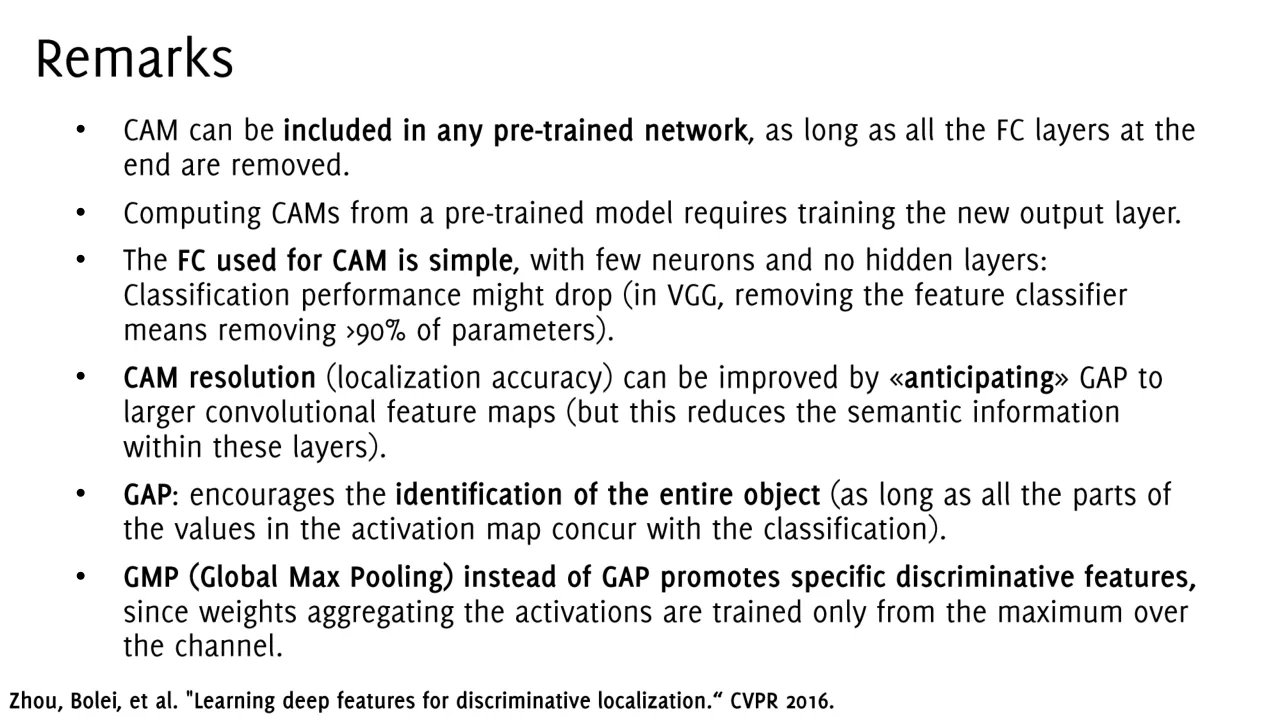 Remarks
• CAM can be included in any pre-trained network, as long as all the FC layers at the
end are removed.
• Computing CAMs from a pre-trained model requires training the new output layer.
• The FC used for CAM is simple, with few neurons and no hidden layers:
Classification performance might drop (in VGG, removing the feature classifier
means removing >90% of parameters).
• CAM resolution (localization accuracy) can be improved by «anticipating» GAP to
larger convolutional feature maps (but this reduces the semantic information
within these layers).
• GAP: encourages the identification of the entire object (as long as all the parts of
the values in the activation map concur with the classification).
• GMP (Global Max Pooling) instead of GAP promotes specific discriminative features,
since weights aggregating the activations are trained only from the maximum over
the channel.
Zhou, Bolei, et al. "Learning deep features for discriminative localization.“ CVPR 2016.